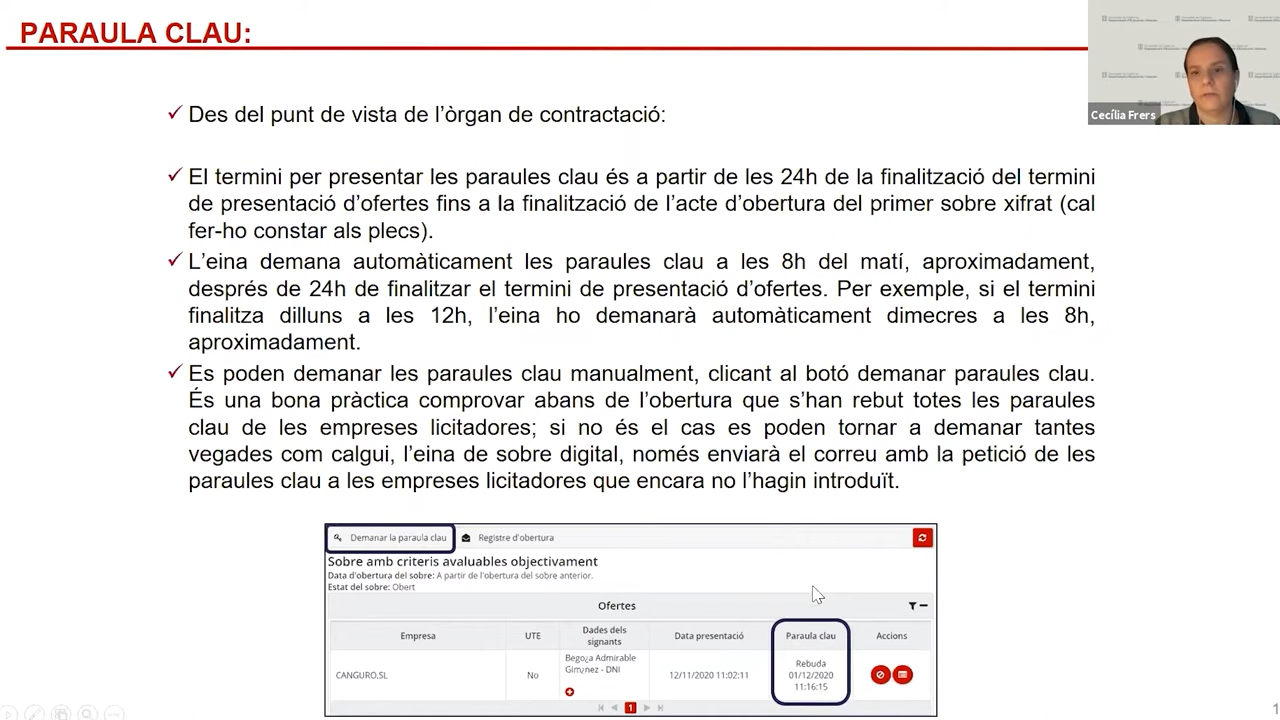 PARAULA CLAU:
Cecília Frers
Des del punt de vista de l'òrgan de contractació:
El termini per presentar les paraules clau és a partir de les 24h de la finalització del termini
de presentació d'ofertes fins a la finalització de l'acte d'obertura del primer sobre xifrat (cal
fer-ho constar als plecs).
L'eina demana automàticament les paraules clau a les 8h del matí, aproximadament,
després de 24h de finalitzar el termini de presentació d'ofertes. Per exemple, si el termini
finalitza dilluns a les 12h, l'eina ho demanarà automàticament dimecres a les 8h,
aproximadament.
Es poden demanar les paraules clau manualment, clicant al botó demanar paraules clau.
És una bona pràctica comprovar abans de l'obertura que s'han rebut totes les paraules
clau de les empreses licitadores; si no és el cas es poden tornar a demanar tantes
vegades com calgui, l'eina de sobre digital, només enviarà el correu amb la petició de les
paraules clau a les empreses licitadores que encara no l'hagin introduït.
Demanar la paraula clau Registre d'obertura
Sobre amb criteris avaluables objectivament
Data d'obertura del sobre: A partir de l'obertura del sobre anterior.
Estat del sobre: Obert
Ofertes
Empresa UTE Dades dels signants Data presentació Paraula clau Accions
CANGURO,SL No Admirable - DNI 12/11/2020 11:02:11 Rebuda 01/12/2020 11:16:15
1
1